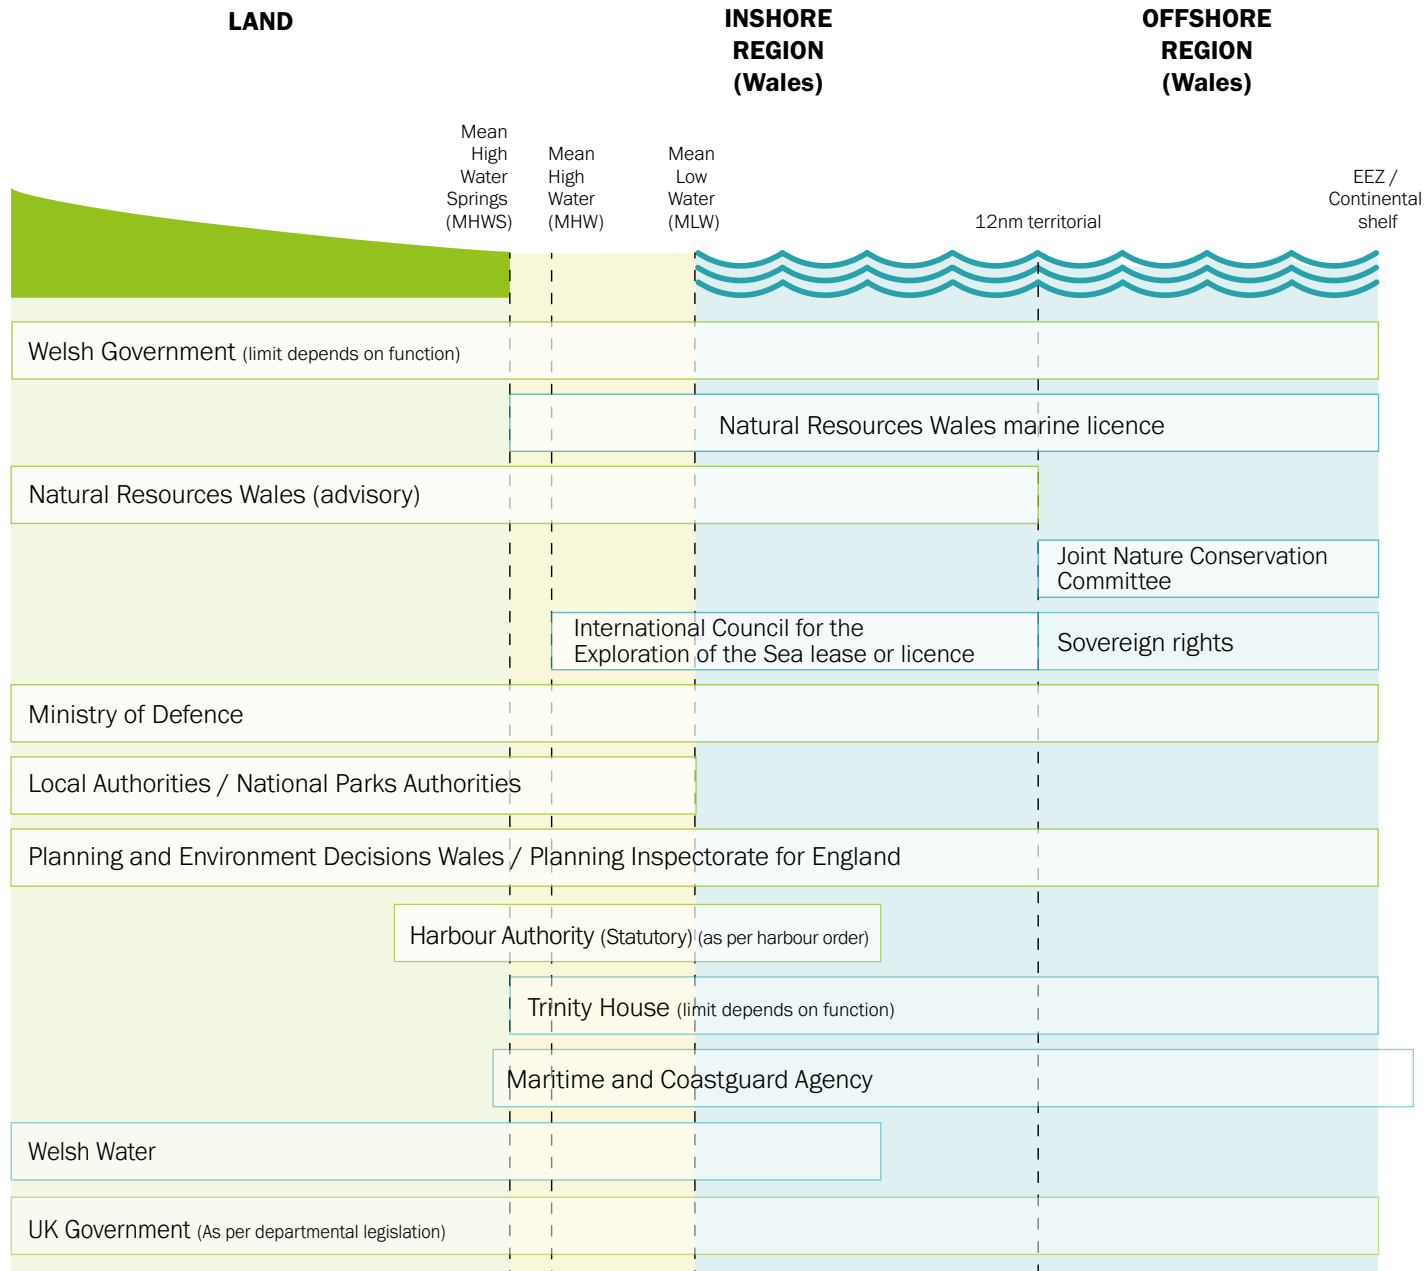 LAND
INSHORE
REGION
(Wales)
OFFSHORE
REGION
(Wales)
Mean
High
Water
Springs
(MHWS)
Mean
High
Water
(MHW)
Mean
Low
Water
(MLW)
12nm territorial
EEZ /
Continental
shelf
Welsh Government (limit depends on function)
Natural Resources Wales marine licence
Natural Resources Wales (advisory)
Joint Nature Conservation
Committee
International Council for the
Exploration of the Sea lease or licence
Sovereign rights
Ministry of Defence
Local Authorities / National Parks Authorities
Planning and Environment Decisions Wales / Planning Inspectorate for England
Harbour Authority (Statutory) (as per harbour order)
Trinity House (limit depends on function)
Maritime and Coastguard Agency
Welsh Water
UK Government (As per departmental legislation)